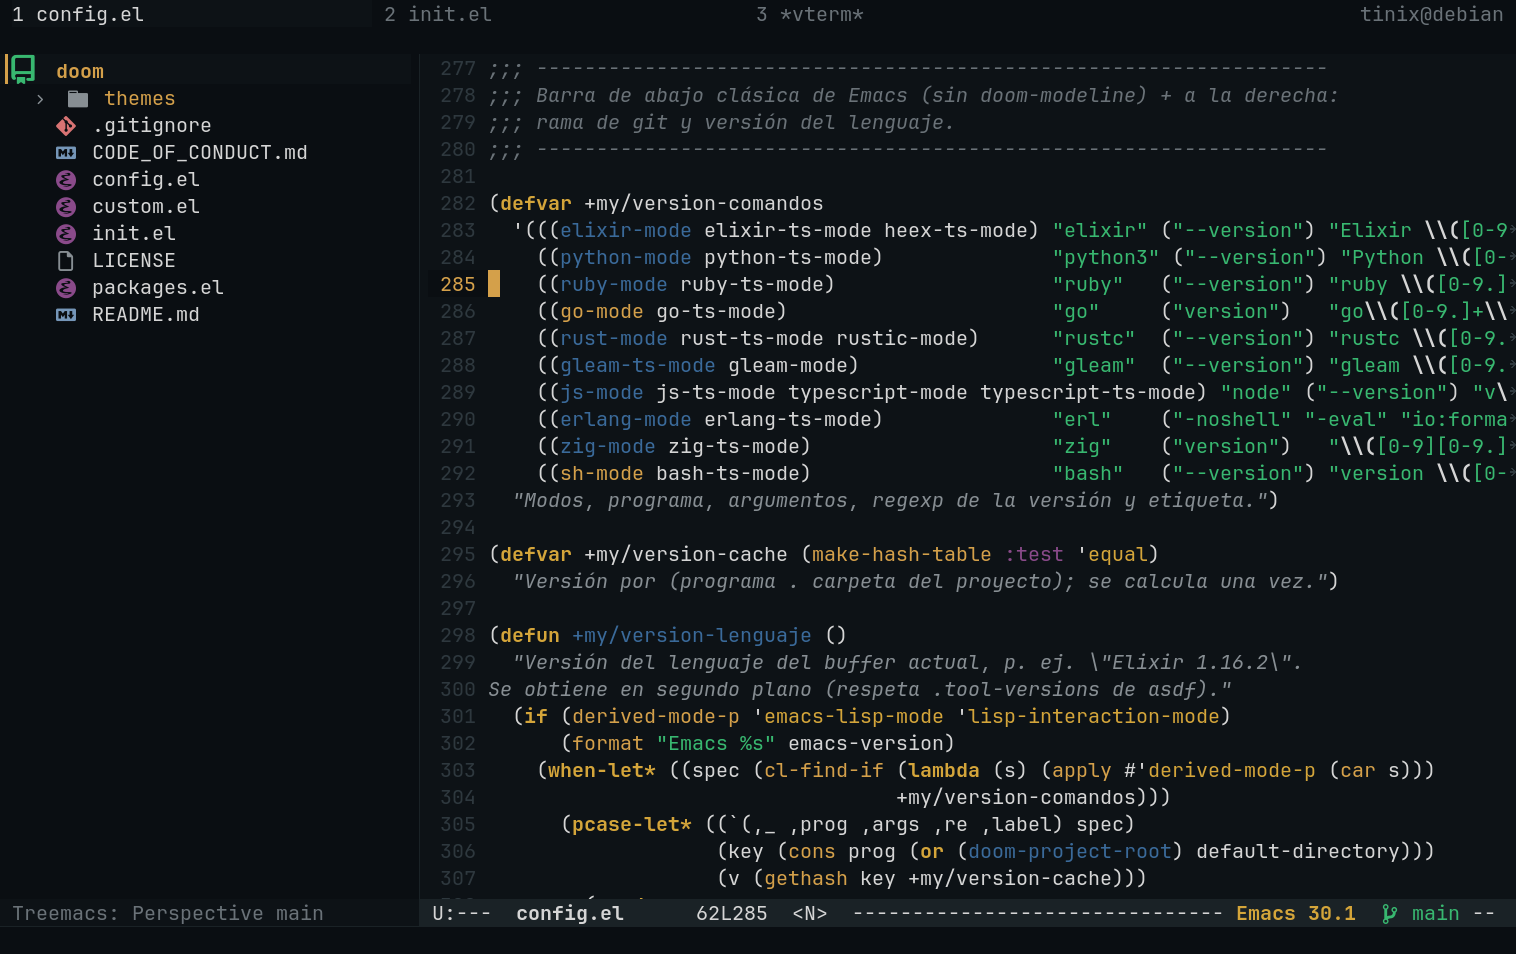 1 config.el 2 init.el 3 *vterm* tinix@debian
doom
themes
.gitignore
CODE_OF_CONDUCT.md
config.el
custom.el
init.el
LICENSE
packages.el
README.md
277 ;;; ------------------------------------------------------------------
278 ;;; Barra de abajo clásica de Emacs (sin doom-modeline) + a la derecha:
279 ;;; rama de git y versión del lenguaje.
280 ;;; ------------------------------------------------------------------
281
282 (defvar +my/version-comandos
283   '(((elixir-mode elixir-ts-mode heex-ts-mode) "elixir" ("--version") "Elixir \\([0-9
284     ((python-mode python-ts-mode)              "python3" ("--version") "Python \\([0-
285     ((ruby-mode ruby-ts-mode)                  "ruby"   ("--version") "ruby \\([0-9.]
286     ((go-mode go-ts-mode)                      "go"     ("version")   "go\\([0-9.]+\\
287     ((rust-mode rust-ts-mode rustic-mode)      "rustc"  ("--version") "rustc \\([0-9.
288     ((gleam-ts-mode gleam-mode)                "gleam"  ("--version") "gleam \\([0-9.
289     ((js-mode js-ts-mode typescript-mode typescript-ts-mode) "node" ("--version") "v\
290     ((erlang-mode erlang-ts-mode)              "erl"    ("-noshell" "-eval" "io:forma
291     ((zig-mode zig-ts-mode)                    "zig"    ("version")   "\\([0-9][0-9.]
292     ((sh-mode bash-ts-mode)                    "bash"   ("--version") "version \\([0-
293   "Modos, programa, argumentos, regexp de la versión y etiqueta.")
294
295 (defvar +my/version-cache (make-hash-table :test 'equal)
296   "Versión por (programa . carpeta del proyecto); se calcula una vez.")
297
298 (defun +my/version-lenguaje ()
299   "Versión del lenguaje del buffer actual, p. ej. \"Elixir 1.16.2\".
300 Se obtiene en segundo plano (respeta .tool-versions de asdf)."
301   (if (derived-mode-p 'emacs-lisp-mode 'lisp-interaction-mode)
302       (format "Emacs %s" emacs-version)
303     (when-let* ((spec (cl-find-if (lambda (s) (apply #'derived-mode-p (car s)))
304                                   +my/version-comandos)))
305       (pcase-let* ((`(,_ ,prog ,args ,re ,label) spec)
306                    (key (cons prog (or (doom-project-root) default-directory)))
307                    (v (gethash key +my/version-cache)))
Treemacs: Perspective main
U:---  config.el      62L285  <N>  ------------------------------- Emacs 30.1  main --